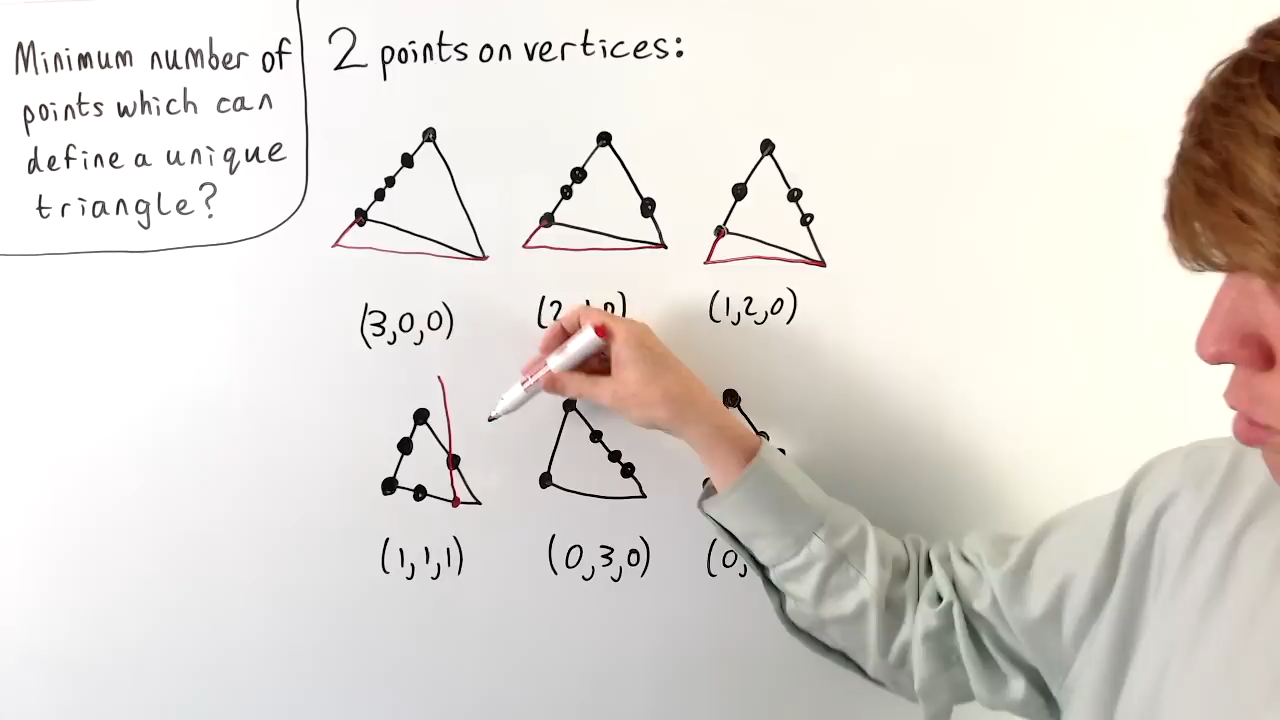 Minimum number of
points which can
define a unique
triangle?
2 points on vertices:
(3,0,0)
(1,2,0)
(1,1,1)
(0,3,0)
(0,